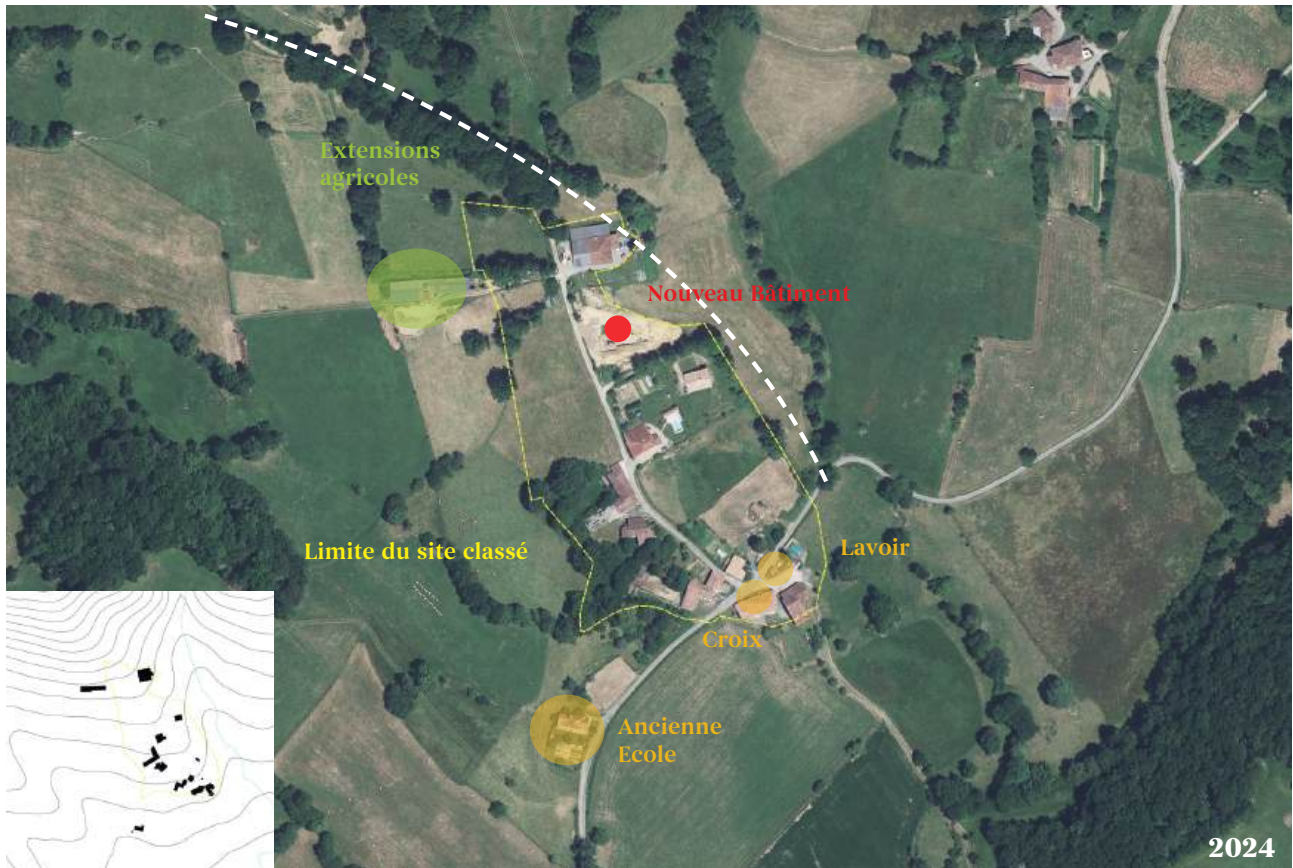 Extensions
agricoles
Nouveau Bâtiment
Limite du site classé
Lavoir
Croix
Ancienne
Ecole
2024